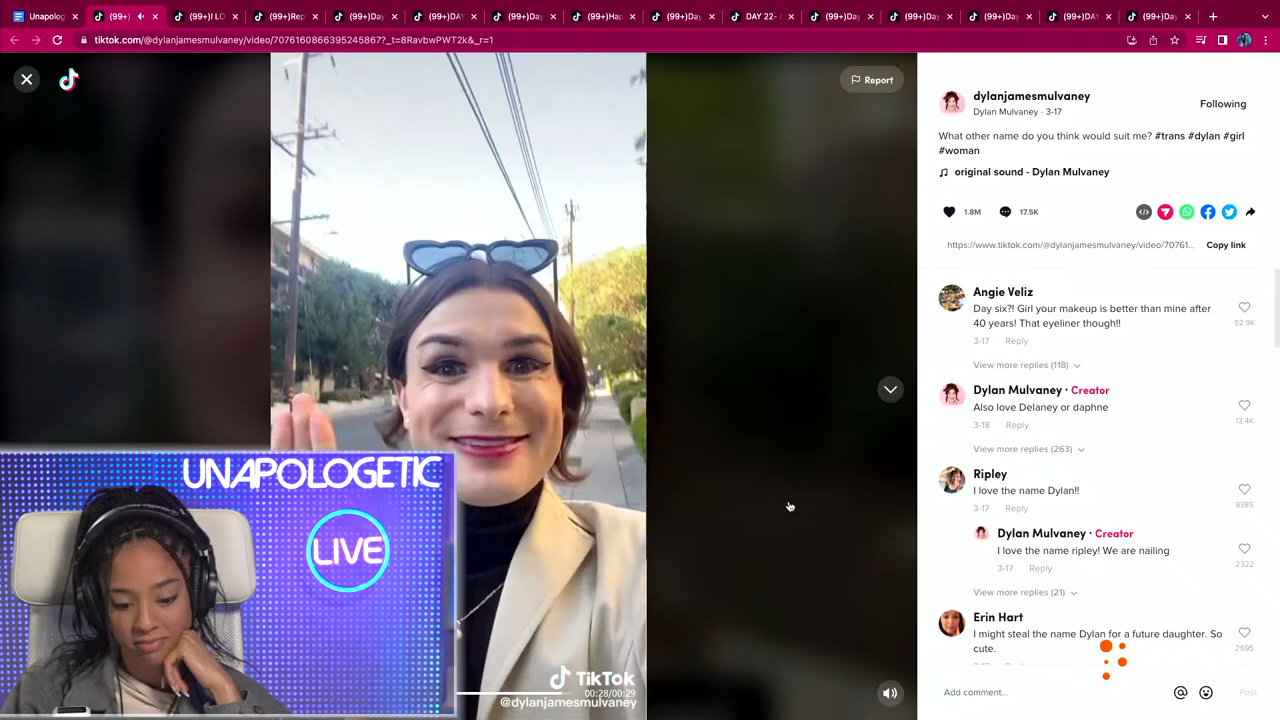 Unapolog
(99+)
(99+) I LO
(99+)Rep
(99+)Day
(99+)DAY
(99+)Day
(99+)Hap
(99+)Day
DAY 22-
(99+)Day
(99+)Day
(99+)Day
(99+)DAY
(99+)Day
tiktok.com/@dylanjamesmulvaney/video/7076160866395245867?_t=8RavbwPWT2k&_r=1
Report
dylanjamesmulvaney
Dylan Mulvaney · 3-17
Following
What other name do you think would suit me? #trans #dylan #girl
#woman
original sound - Dylan Mulvaney
1.8M
17.5K
https://www.tiktok.com/@dylanjamesmulvaney/video/70761...
Copy link
Angie Veliz
Day six?! Girl your makeup is better than mine after
40 years! That eyeliner though!!
52.9K
3-17 Reply
View more replies (118)
Dylan Mulvaney · Creator
Also love Delaney or daphne
13.4K
3-18 Reply
View more replies (263)
Ripley
I love the name Dylan!!
8385
3-17 Reply
Dylan Mulvaney · Creator
I love the name ripley! We are nailing
2322
3-17 Reply
View more replies (21)
Erin Hart
I might steal the name Dylan for a future daughter. So
cute.
2695
Add comment...
Post
UNAPOLOGETIC
LIVE
TikTok
00:28/00:29
@dylanjamesmulvaney